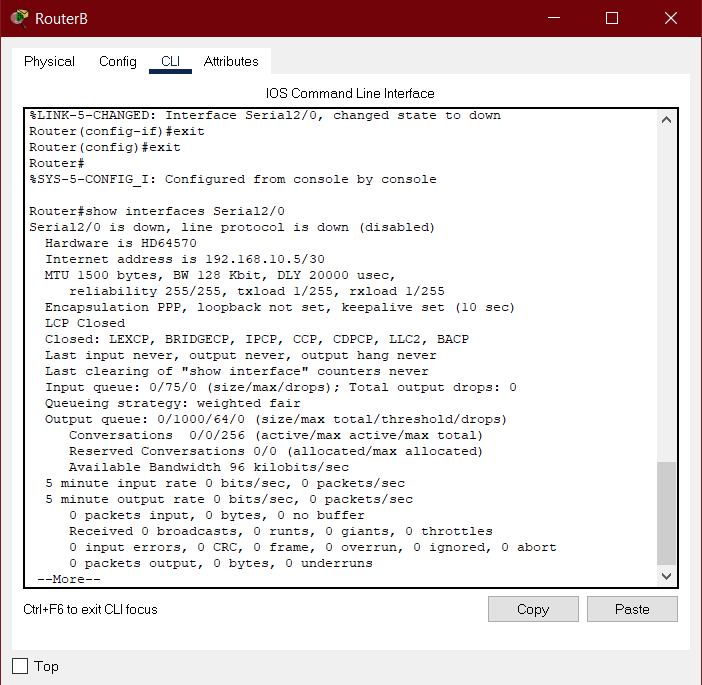 RouterB
Physical Config CLI Attributes
IOS Command Line Interface
%LINK-5-CHANGED: Interface Serial2/0, changed state to down
Router(config-if)#exit
Router(config)#exit
Router#
%SYS-5-CONFIG_I: Configured from console by console
Router#show interfaces Serial2/0
Serial2/0 is down, line protocol is down (disabled)
Hardware is HD64570
Internet address is 192.168.10.5/30
MTU 1500 bytes, BW 128 Kbit, DLY 20000 usec,
reliability 255/255, txload 1/255, rxload 1/255
Encapsulation PPP, loopback not set, keepalive set (10 sec)
LCP Closed
Closed: LEXCP, BRIDGECP, IPCP, CCP, CDPCP, LLC2, BACP
Last input never, output never, output hang never
Last clearing of "show interface" counters never
Input queue: 0/75/0 (size/max/drops); Total output drops: 0
Queueing strategy: weighted fair
Output queue: 0/1000/64/0 (size/max total/threshold/drops)
Conversations 0/0/256 (active/max active/max total)
Reserved Conversations 0/0 (allocated/max allocated)
Available Bandwidth 96 kilobits/sec
5 minute input rate 0 bits/sec, 0 packets/sec
5 minute output rate 0 bits/sec, 0 packets/sec
0 packets input, 0 bytes, 0 no buffer
Received 0 broadcasts, 0 runts, 0 giants, 0 throttles
0 input errors, 0 CRC, 0 frame, 0 overrun, 0 ignored, 0 abort
0 packets output, 0 bytes, 0 underruns
--More--
Ctrl+F6 to exit CLI focus
Copy Paste
Top